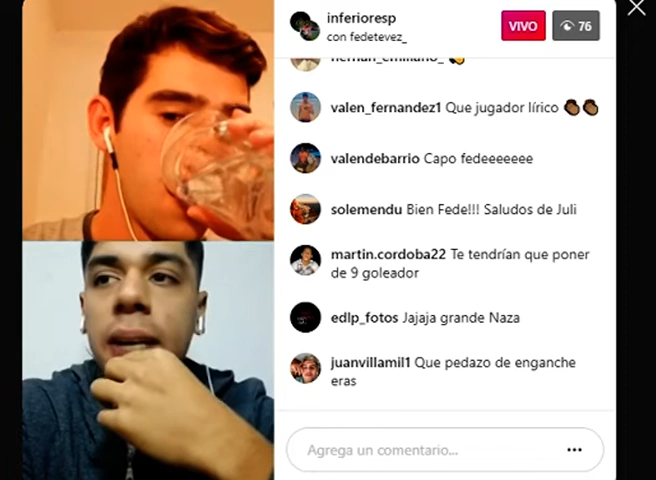 inferioresp
con fedetevez_
VIVO
76
hernan_emiliano_
valen_fernandez1 Que jugador lírico
valendebarrio Capo fedeeeeeee
solemendu Bien Fede!!! Saludos de Juli
martin.cordoba22 Te tendrían que poner
de 9 goleador
edlp_fotos Jajaja grande Naza
juanvillamil1 Que pedazo de enganche
eras
Agrega un comentario...